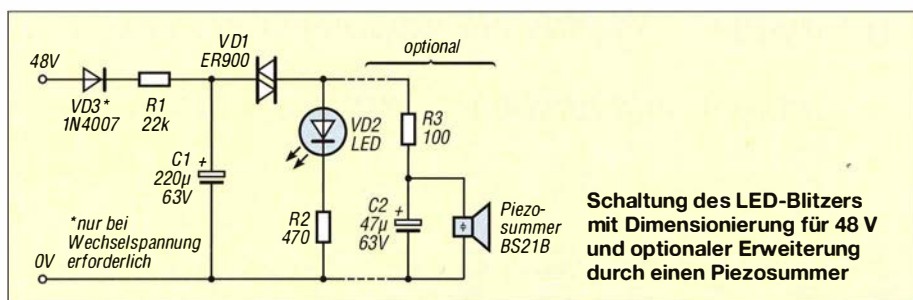 48V
VD3*
1N4007
R1
22k
VD1
ER900
C1
+
220µ
63V
*nur bei
Wechselspannung
erforderlich
0V
VD2
LED
R2
470
optional
R3
100
C2
+
47µ
63V
Piezo-
summer
BS21B
Schaltung des LED-Blitzers
mit Dimensionierung für 48 V
und optionaler Erweiterung
durch einen Piezosummer